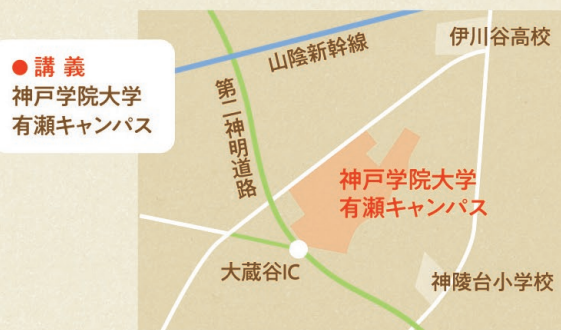 ● 講義
神戸学院大学
有瀬キャンパス
山陰新幹線
伊川谷高校
第二神明道路
神戸学院大学
有瀬キャンパス
大蔵谷IC
神陵台小学校